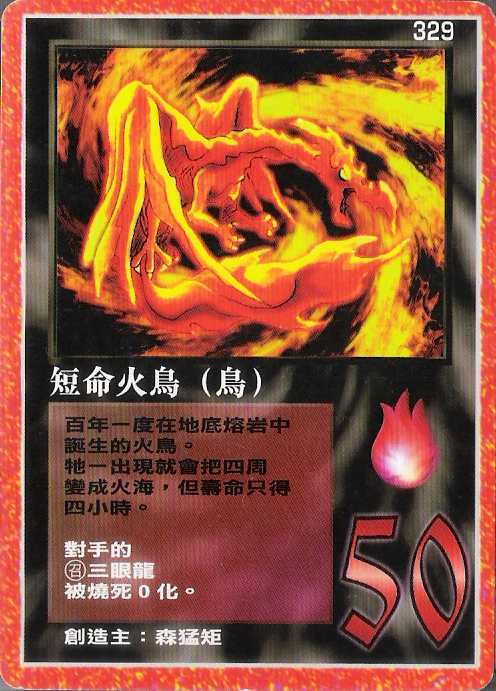 329
短命火鳥（鳥）
百年一度在地底熔岩中
誕生的火鳥。
牠一出現就會把四周
變成火海，但壽命只得
四小時。
對手的
㊁三眼龍
被燒死0化。
創造主：森猛矩
50